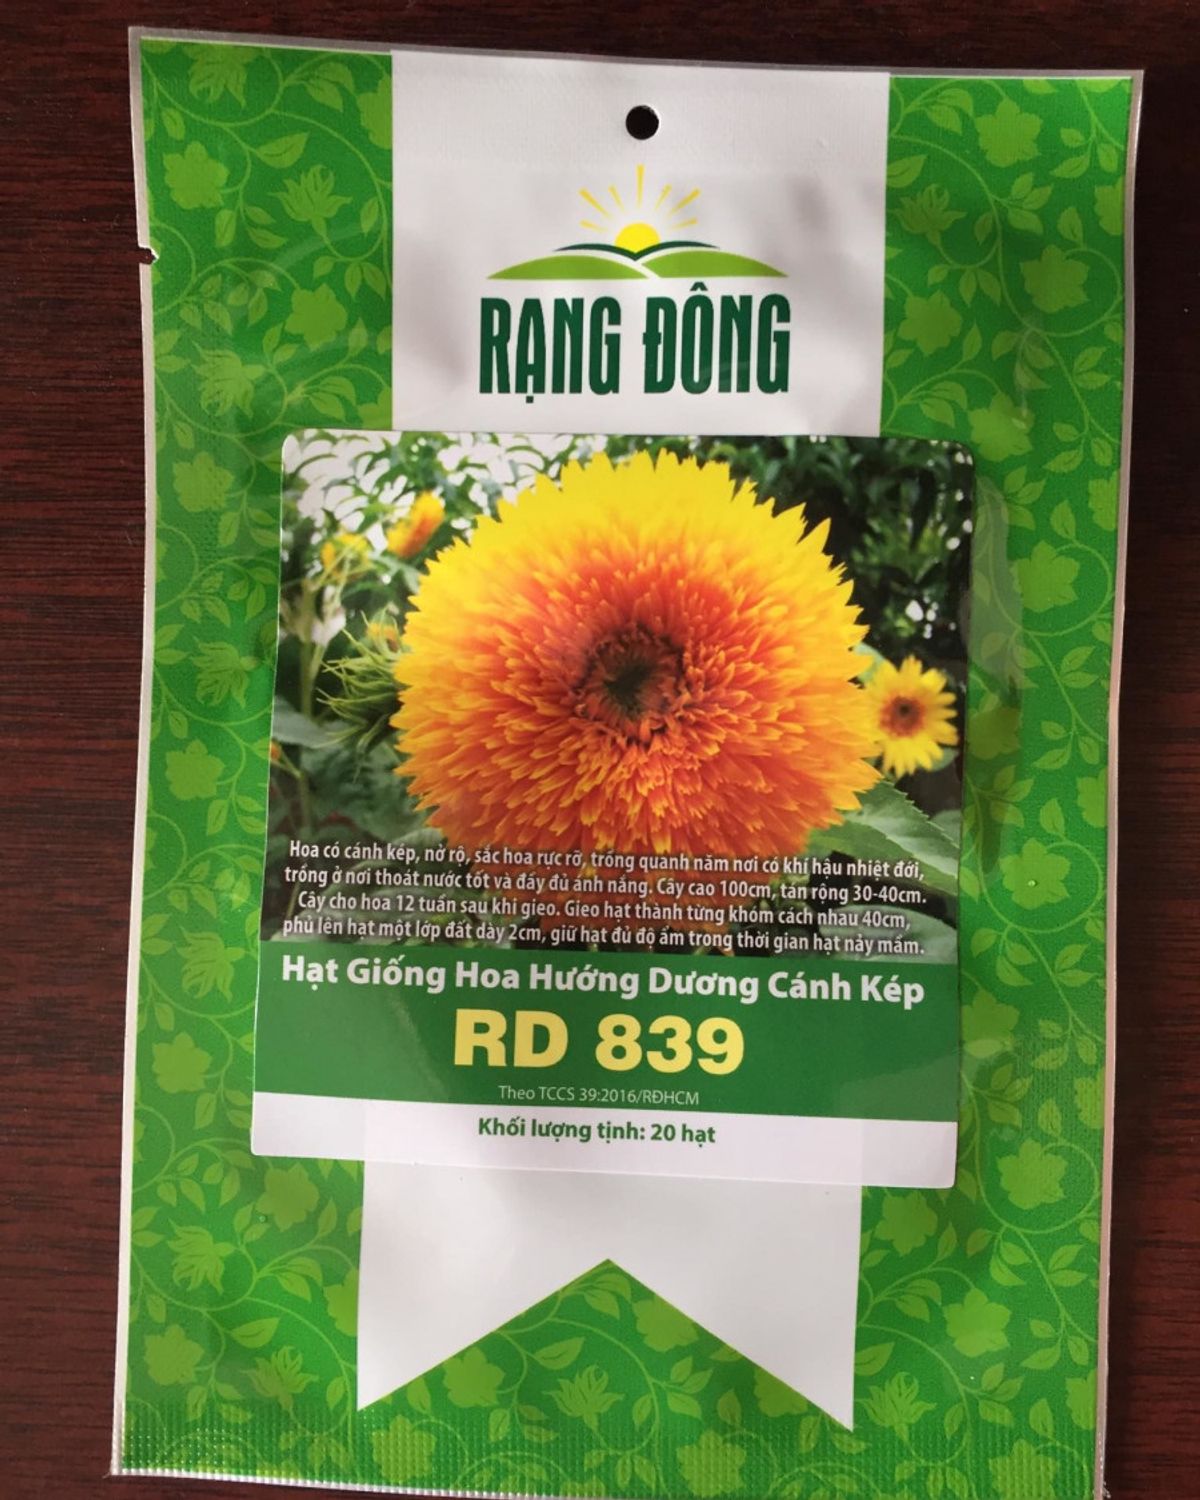 RẠNG ĐÔNG
Hoa có cánh kép, nở rộ, sắc hoa rực rỡ, trồng quanh năm nơi có khí hậu nhiệt đới,
trồng ở nơi thoát nước tốt và đầy đủ ánh nắng. Cây cao 100cm, tán rộng 30-40cm.
Cây cho hoa 12 tuần sau khi gieo. Gieo hạt thành từng khóm cách nhau 40cm,
phủ lên hạt một lớp đất dày 2cm, giữ hạt đủ độ ẩm trong thời gian hạt nảy mầm.
Hạt Giống Hoa Hướng Dương Cánh Kép
RD 839
Theo TCCS 39:2016/RĐHCM
Khối lượng tịnh: 20 hạt